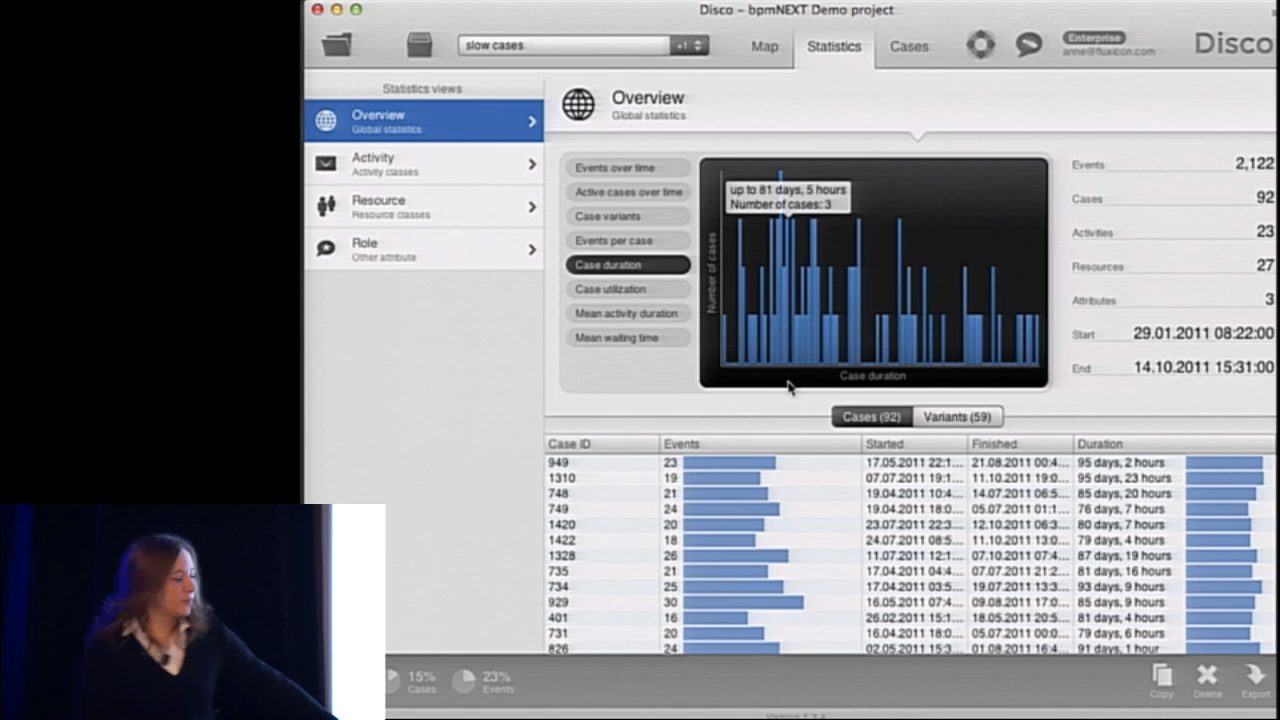 Disco – bpmNEXT Demo project
slow cases
+1
Map
Statistics
Cases
Enterprise
anne@fluxicon.com
Disco
Statistics views
Overview
Global statistics
Activity
Activity classes
Resource
Resource classes
Role
Other attribute
Overview
Global statistics
Events over time
Active cases over time
Case variants
Events per case
Case duration
Case utilization
Mean activity duration
Mean waiting time
Number of cases
up to 81 days, 5 hours
Number of cases: 3
Case duration
Events 2,122
Cases 92
Activities 23
Resources 27
Attributes 3
Start 29.01.2011 08:22:00
End 14.10.2011 15:31:00
Cases (92) Variants (59)
Case ID Events Started Finished Duration
949 23 17.05.2011 22:1... 21.08.2011 00:4... 95 days, 2 hours
1310 19 07.07.2011 19:1... 11.10.2011 19:0... 95 days, 23 hours
748 21 19.04.2011 10:4... 14.07.2011 06:5... 85 days, 20 hours
749 24 19.04.2011 18:0... 05.07.2011 01:1... 76 days, 7 hours
1420 20 23.07.2011 22:3... 12.10.2011 06:3... 80 days, 7 hours
1422 18 24.07.2011 08:5... 11.10.2011 13:0... 79 days, 4 hours
1328 26 11.07.2011 12:1... 07.10.2011 07:4... 87 days, 19 hours
735 21 17.04.2011 04:4... 07.07.2011 21:2... 81 days, 16 hours
734 25 17.04.2011 03:5... 19.07.2011 13:3... 93 days, 9 hours
929 30 16.05.2011 07:4... 09.08.2011 17:0... 85 days, 9 hours
401 16 26.02.2011 15:1... 18.05.2011 20:5... 81 days, 4 hours
731 20 16.04.2011 18:0... 05.07.2011 00:0... 79 days, 6 hours
826 24 02.05.2011 15:3... 01.08.2011 16:4... 91 days, 1 hour
15%
Cases
23%
Events
Copy
Delete
Export